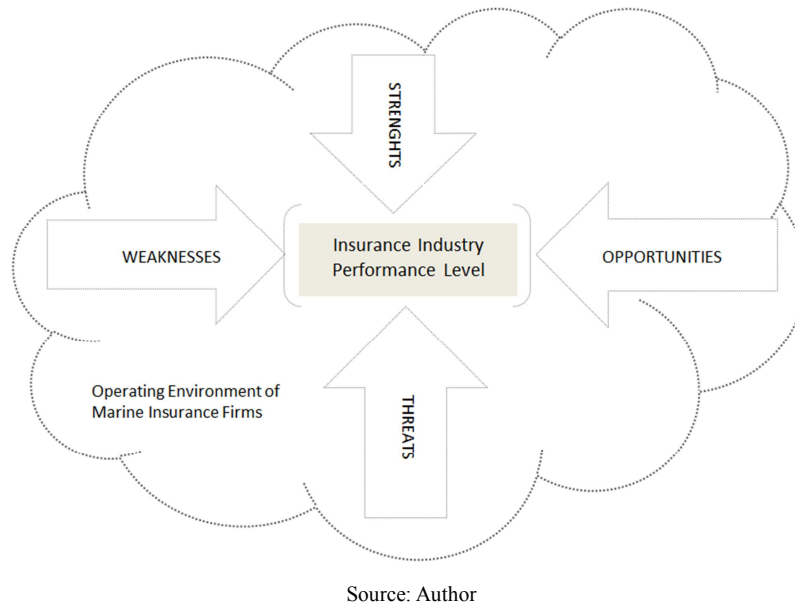 STRENGHTS
WEAKNESSES
Insurance Industry
Performance Level
OPPORTUNITIES
Operating Environment of
Marine Insurance Firms
THREATS
Source: Author